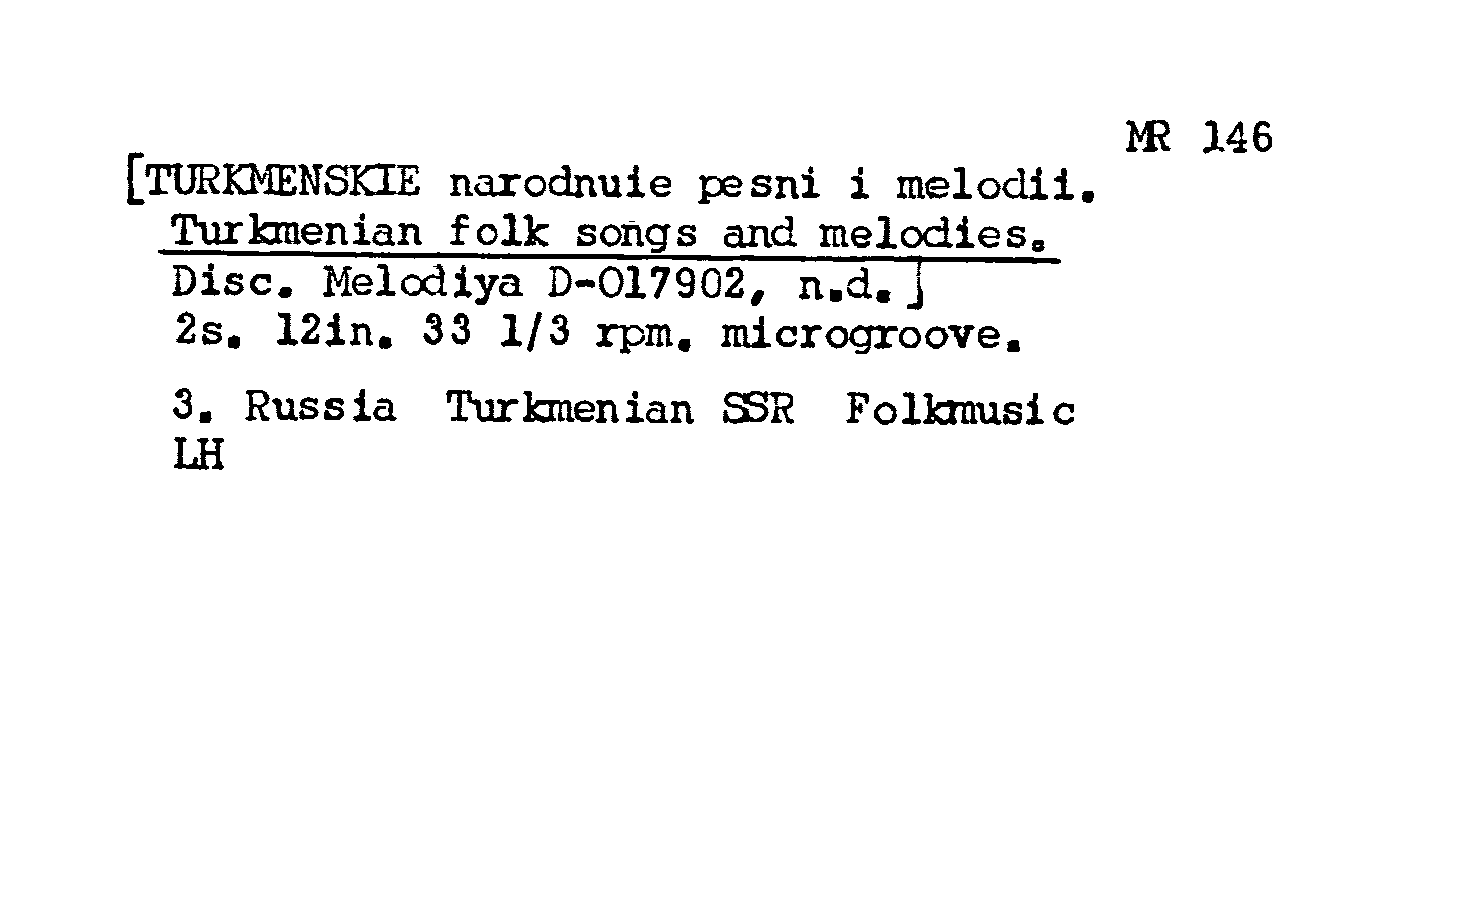 MR 146
[TURKMENSKIE narodnuie pesni i melodii.
Turkmenian folk songs and melodies.
Disc. Melodiya D-017902, n.d.]
2s. 12in. 33 1/3 rpm. microgroove.
3. Russia Turkmenian SSR Folkmusic
LH